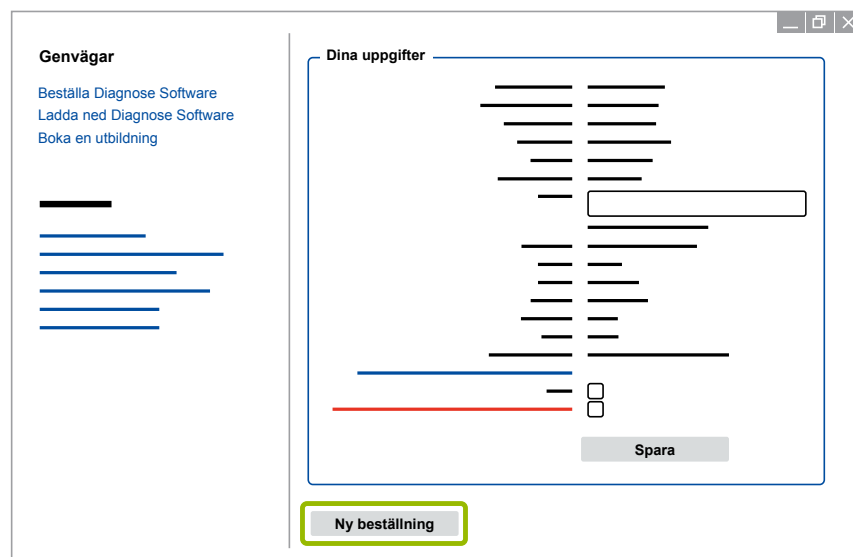 Genvägar
Beställa Diagnose Software
Ladda ned Diagnose Software
Boka en utbildning
Dina uppgifter
Spara
Ny beställning